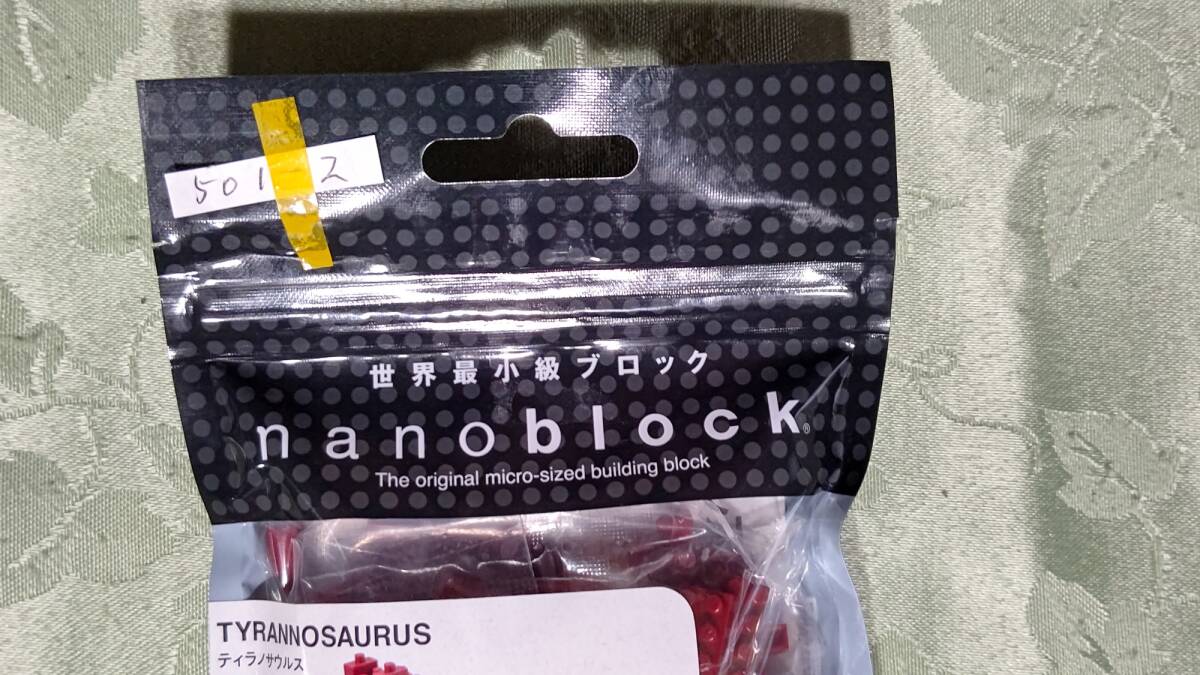 501-2
世界最小級ブロック
nanoblock®
The original micro-sized building block
TYRANNOSAURUS
ティラノサウルス